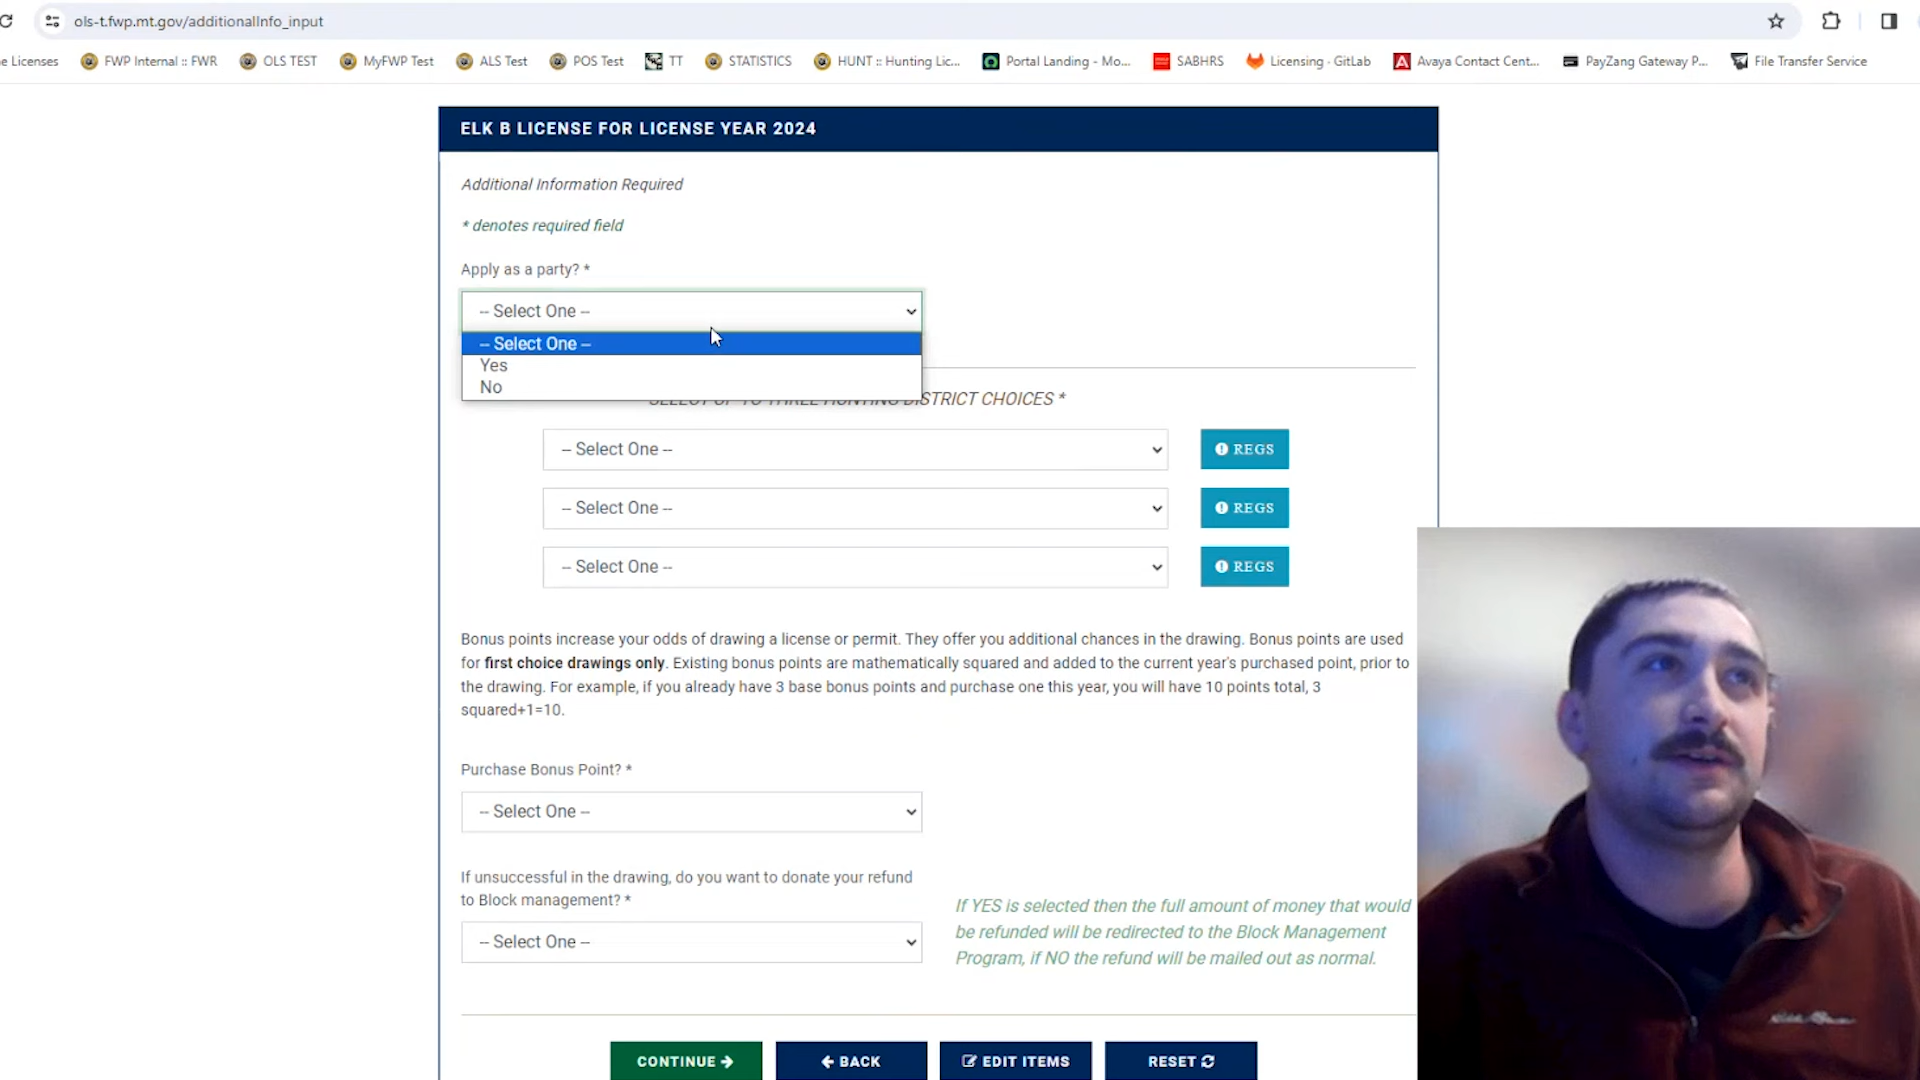 ols-t.fwp.mt.gov/additionalInfo_input
e Licenses FWP Internal :: FWR OLS TEST MyFWP Test ALS Test POS Test TT STATISTICS HUNT :: Hunting Lic... Portal Landing - Mo... SABHRS Licensing · GitLab Avaya Contact Cent... PayZang Gateway P... File Transfer Service
ELK B LICENSE FOR LICENSE YEAR 2024
Additional Information Required
* denotes required field
Apply as a party? *
-- Select One --
-- Select One --
Yes
No
SELECT UP TO THREE HUNTING DISTRICT CHOICES *
-- Select One -- REGS
-- Select One -- REGS
-- Select One -- REGS
Bonus points increase your odds of drawing a license or permit. They offer you additional chances in the drawing. Bonus points are used
for first choice drawings only. Existing bonus points are mathematically squared and added to the current year's purchased point, prior to
the drawing. For example, if you already have 3 base bonus points and purchase one this year, you will have 10 points total, 3
squared+1=10.
Purchase Bonus Point? *
-- Select One --
If unsuccessful in the drawing, do you want to donate your refund
to Block management? *
-- Select One --
If YES is selected then the full amount of money that would
be refunded will be redirected to the Block Management
Program, if NO the refund will be mailed out as normal.
CONTINUE BACK EDIT ITEMS RESET